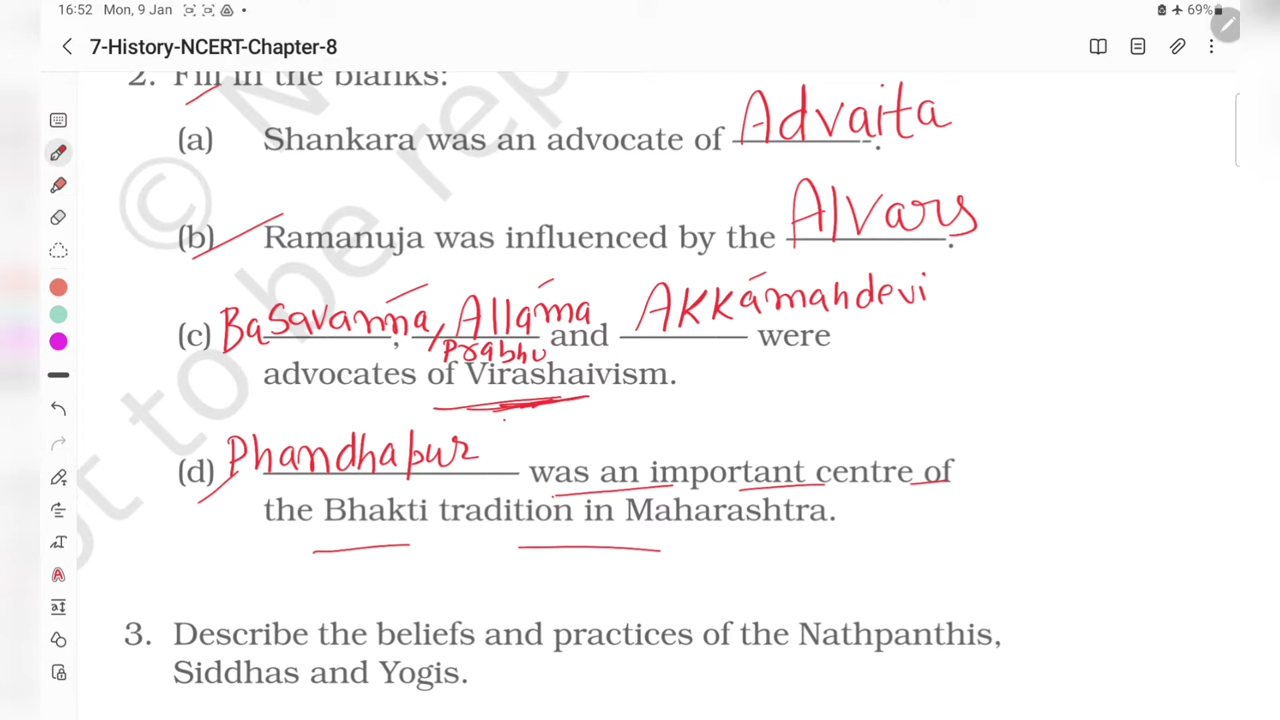 16:52 Mon, 9 Jan 69%
7-History-NCERT-Chapter-8
2. Fill in the blanks:
(a) Shankara was an advocate of Advaita.
(b) Ramanuja was influenced by the Alvars.
(c) Basavanna, Allama Prabhu and Akkamahdevi were
advocates of Virashaivism.
(d) Phandhapur was an important centre of
the Bhakti tradition in Maharashtra.
3. Describe the beliefs and practices of the Nathpanthis,
Siddhas and Yogis.